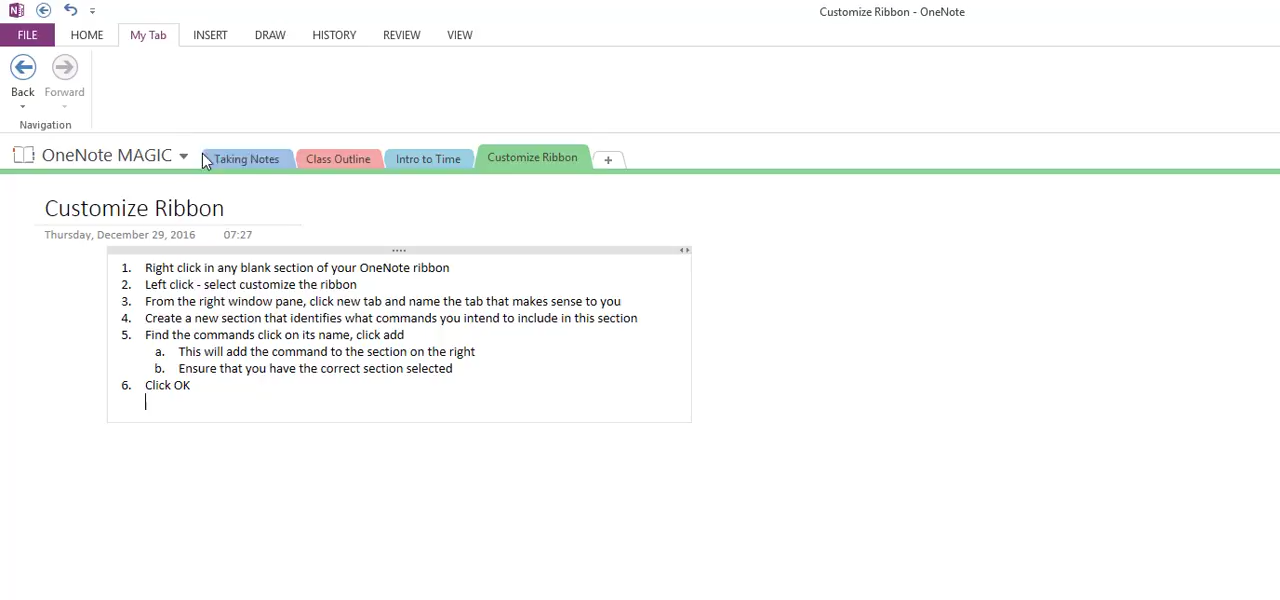 Customize Ribbon - OneNote
FILE HOME My Tab INSERT DRAW HISTORY REVIEW VIEW
Back Forward
Navigation
OneNote MAGIC Taking Notes Class Outline Intro to Time Customize Ribbon +
Customize Ribbon
Thursday, December 29, 2016 07:27
1. Right click in any blank section of your OneNote ribbon
2. Left click - select customize the ribbon
3. From the right window pane, click new tab and name the tab that makes sense to you
4. Create a new section that identifies what commands you intend to include in this section
5. Find the commands click on its name, click add
a. This will add the command to the section on the right
b. Ensure that you have the correct section selected
6. Click OK